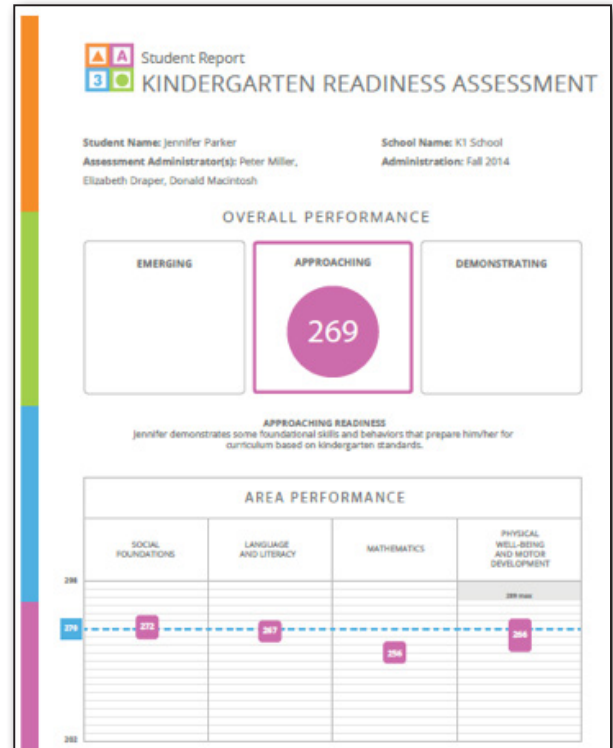 A
3
Student Report
KINDERGARTEN READINESS ASSESSMENT
Student Name: Jennifer Parker
School Name: K1 School
Assessment Administrator(s): Peter Miller,
Administration: Fall 2014
Elizabeth Draper, Donald Macintosh
OVERALL PERFORMANCE
EMERGING
APPROACHING
DEMONSTRATING
269
APPROACHING READINESS
Jennifer demonstrates some foundational skills and behaviors that prepare him/her for
curriculum based on kindergarten standards.
AREA PERFORMANCE
SOCIAL
FOUNDATIONS
LANGUAGE
AND LITERACY
MATHEMATICS
PHYSICAL
WELL-BEING
AND MOTOR
DEVELOPMENT
298
289 max
270
272
267
256
266
202